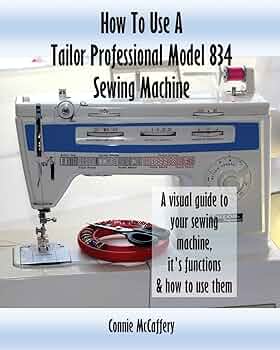 How To Use A
Tailor Professional Model 834
Sewing Machine
A visual guide to
your sewing
machine,
it's functions
& how to use them
Connie McCaffery